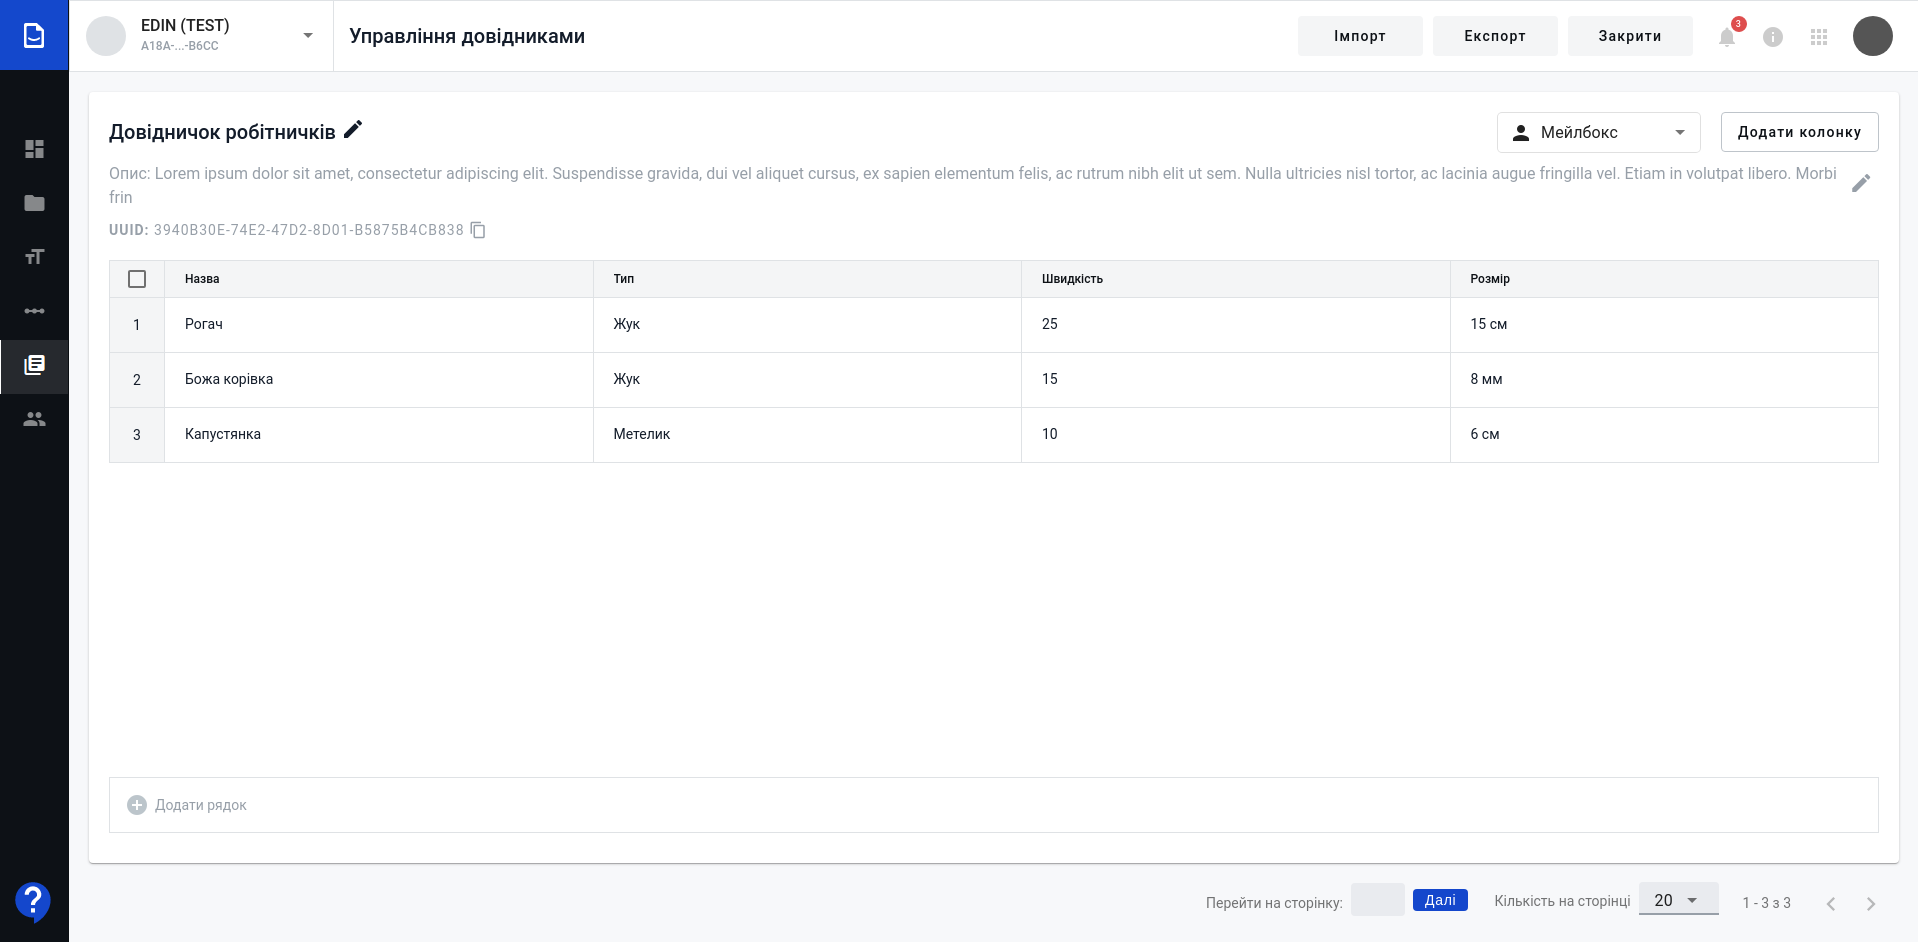 EDIN (TEST)
A18A-...-B6CC
Управління довідниками
Імпорт
Експорт
Закрити
3
Довідничок робітничків
Мейлбокс
Додати колонку
Опис: Lorem ipsum dolor sit amet, consectetur adipiscing elit. Suspendisse gravida, dui vel aliquet cursus, ex sapien elementum felis, ac rutrum nibh elit ut sem. Nulla ultricies nisl tortor, ac lacinia augue fringilla vel. Etiam in volutpat libero. Morbi
frin
UUID: 3940B30E-74E2-47D2-8D01-B5875B4CB838
Назва Тип Швидкість Розмір
1 Рогач Жук 25 15 см
2 Божа корівка Жук 15 8 мм
3 Капустянка Метелик 10 6 см
Додати рядок
Перейти на сторінку: Далі Кількість на сторінці 20 1 - 3 з 3